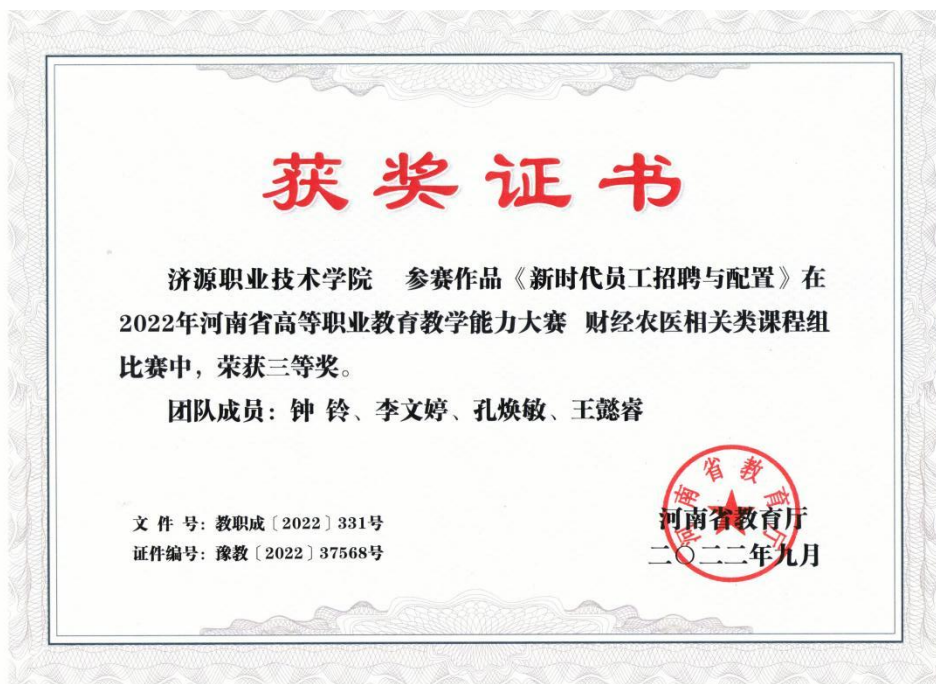 获奖证书
济源职业技术学院 参赛作品《新时代员工招聘与配置》在
2022年河南省高等职业教育教学能力大赛 财经农医相关类课程组
比赛中，荣获三等奖。
团队成员：钟 铃、李文婷、孔焕敏、王懿睿
文 件 号：教职成〔2022〕331号
证件编号：豫教〔2022〕37568号
河南省教育厅
河南省教育厅
二〇二二年九月